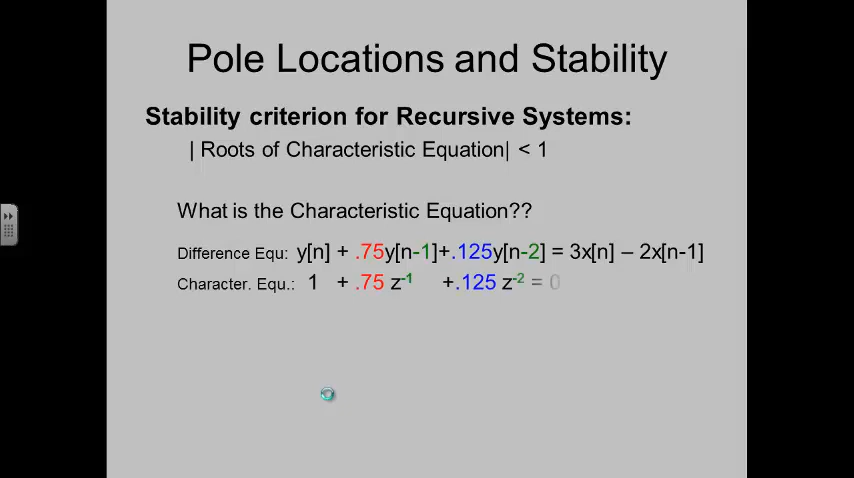 Pole Locations and Stability
Stability criterion for Recursive Systems:
| Roots of Characteristic Equation| < 1
What is the Characteristic Equation??
Difference Equ: y[n] + .75y[n-1]+.125y[n-2] = 3x[n] – 2x[n-1]
Character. Equ.: 1 + .75 z⁻¹ +.125 z⁻² = 0